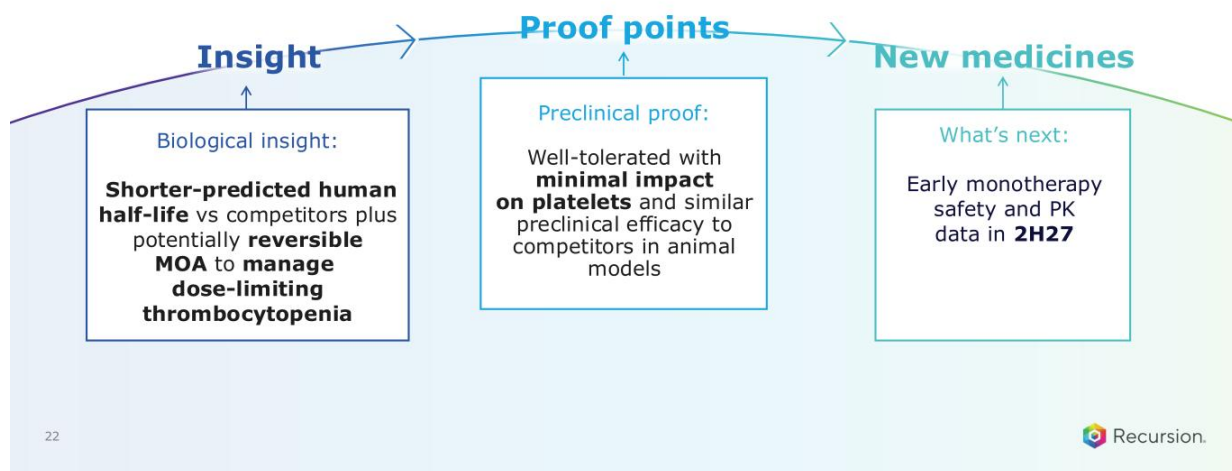 Insight
Proof points
New medicines
Biological insight:
Shorter-predicted human
half-life vs competitors plus
potentially reversible
MOA to manage
dose-limiting
thrombocytopenia
Preclinical proof:
Well-tolerated with
minimal impact
on platelets and similar
preclinical efficacy to
competitors in animal
models
What’s next:
Early monotherapy
safety and PK
data in 2H27
22
Recursion.